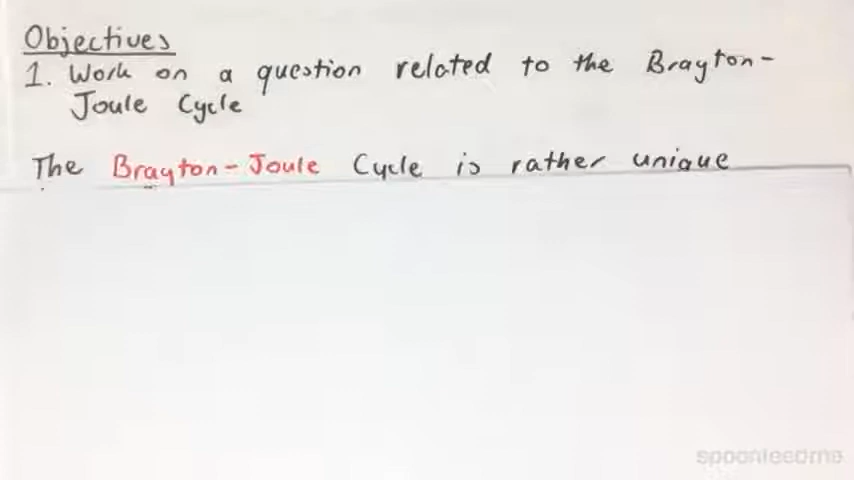 Objectives
1. Work on a question related to the Brayton-
Joule Cycle
The Brayton-Joule Cycle is rather unique
spoonfeedme